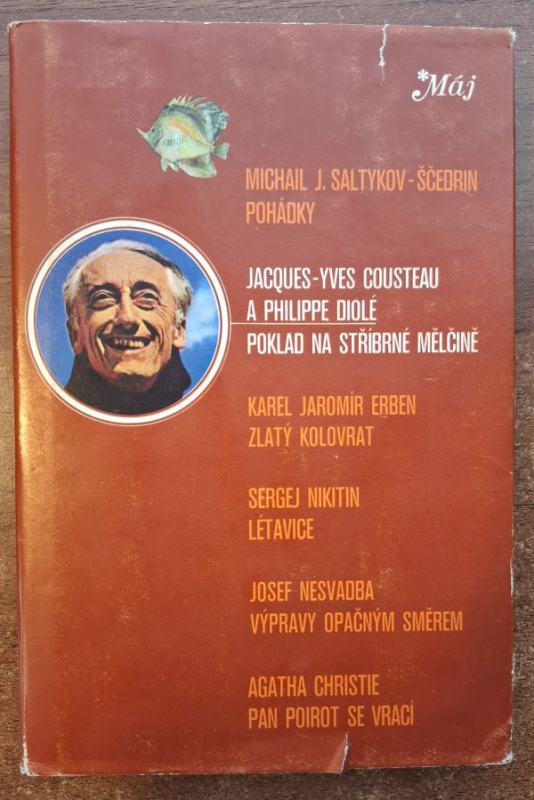 *Máj
MICHAIL J. SALTYKOV-ŠČEDRIN
POHÁDKY
JACQUES-YVES COUSTEAU
A PHILIPPE DIOLÉ
POKLAD NA STŘÍBRNÉ MĚLČINĚ
KAREL JAROMÍR ERBEN
ZLATÝ KOLOVRAT
SERGEJ NIKITIN
LÉTAVICE
JOSEF NESVADBA
VÝPRAVY OPAČNÝM SMĚREM
AGATHA CHRISTIE
PAN POIROT SE VRACÍ